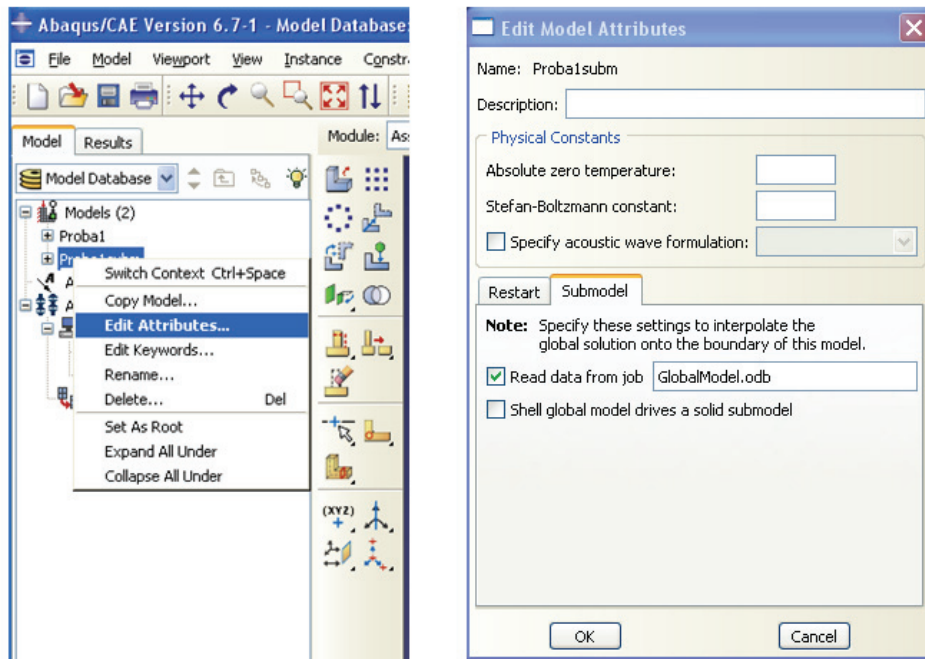 Abaqus/CAE Version 6.7-1 - Model Database:
File Model Viewport View Instance Constr
Model Results
Module: Ass
Model Database
Models (2)
Proba1
Switch Context Ctrl+Space
Copy Model...
Edit Attributes...
Edit Keywords...
Rename...
Delete... Del
Set As Root
Expand All Under
Collapse All Under
(XYZ)
Edit Model Attributes
Name: Proba1subm
Description:
Physical Constants
Absolute zero temperature:
Stefan-Boltzmann constant:
Specify acoustic wave formulation:
Restart Submodel
Note: Specify these settings to interpolate the
global solution onto the boundary of this model.
Read data from job GlobalModel.odb
Shell global model drives a solid submodel
OK Cancel